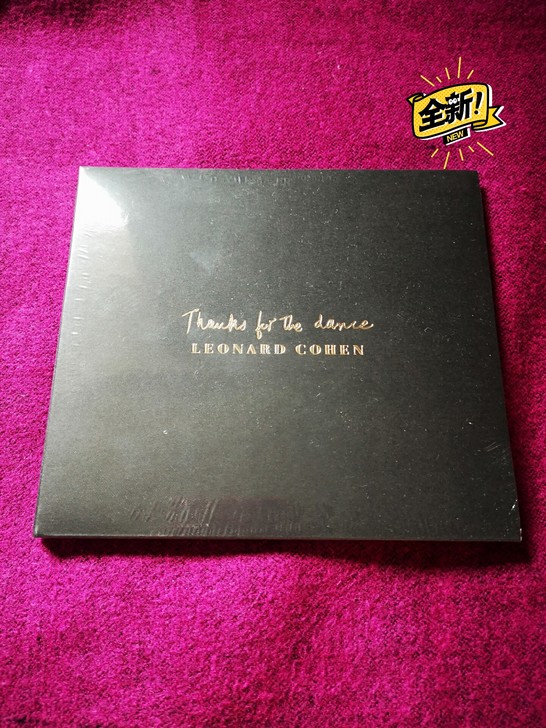 全新!
NEW
Thanks for the dance
LEONARD COHEN